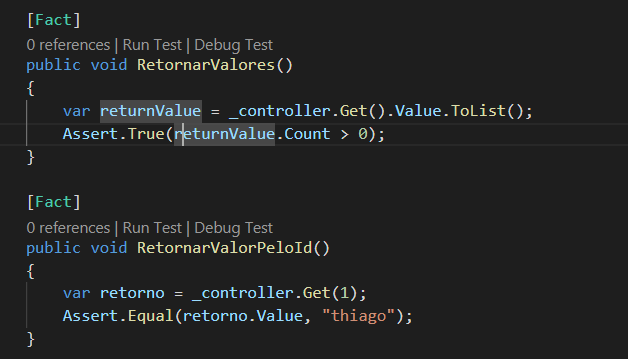 [Fact]
0 references | Run Test | Debug Test
public void RetornarValores()
{
var returnValue = _controller.Get().Value.ToList();
Assert.True(returnValue.Count > 0);
}
[Fact]
0 references | Run Test | Debug Test
public void RetornarValorPeloId()
{
var retorno = _controller.Get(1);
Assert.Equal(retorno.Value, "thiago");
}